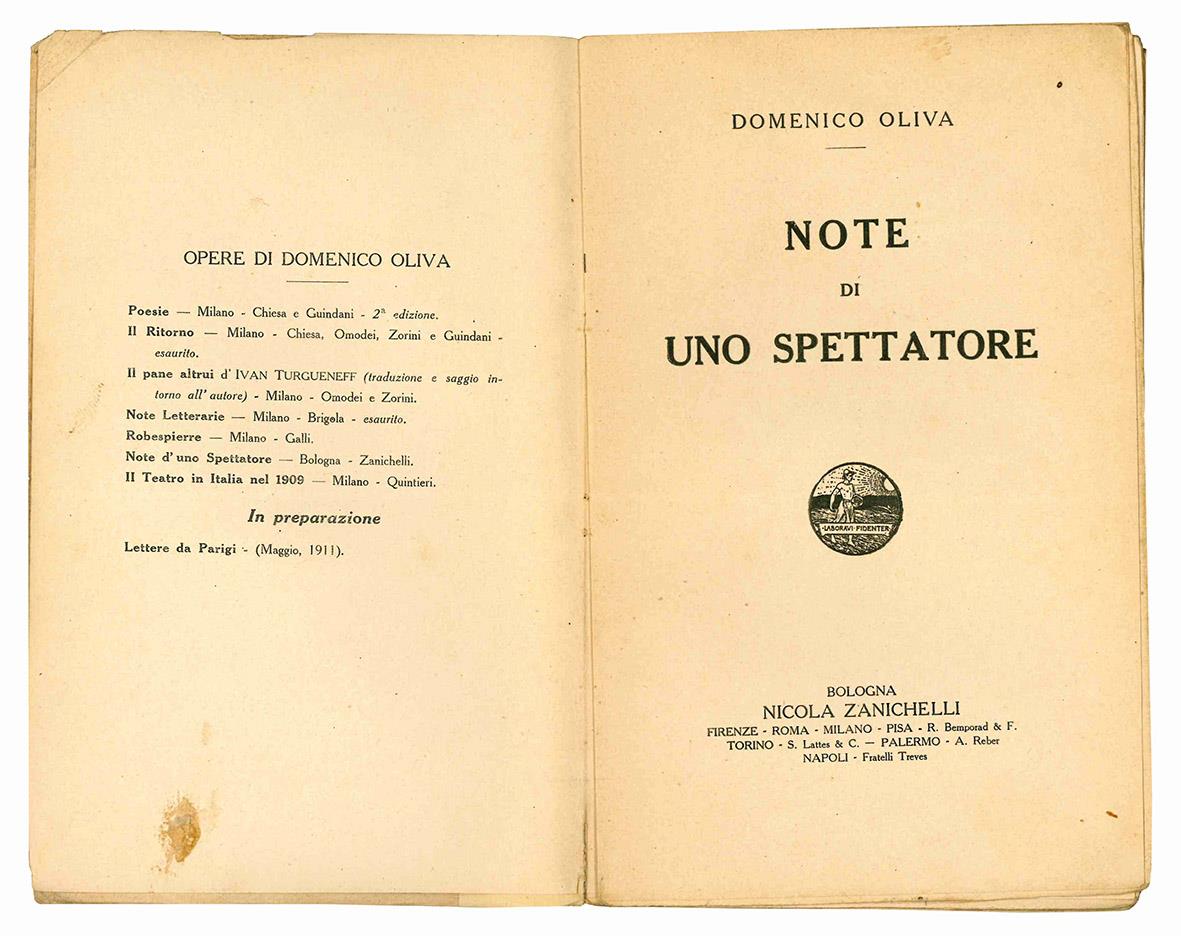 OPERE DI DOMENICO OLIVA
Poesie — Milano - Chiesa e Guindani - 2ª edizione.
Il Ritorno — Milano - Chiesa, Omodei, Zorini e Guindani -
esaurito.
Il pane altrui d' IVAN TURGUENEFF (traduzione e saggio in-
torno all' autore) - Milano - Omodei e Zorini.
Note Letterarie — Milano - Brigola - esaurito.
Robespierre — Milano - Galli.
Note d' uno Spettatore — Bologna - Zanichelli.
Il Teatro in Italia nel 1909 — Milano - Quintieri.
In preparazione
Lettere da Parigi - (Maggio, 1911).
DOMENICO OLIVA
NOTE
DI
UNO SPETTATORE
·LABORAVI·FIDENTER·
BOLOGNA
NICOLA ZANICHELLI
FIRENZE - ROMA - MILANO - PISA - R. Bemporad & F.
TORINO - S. Lattes & C. — PALERMO - A. Reber
NAPOLI - Fratelli Treves